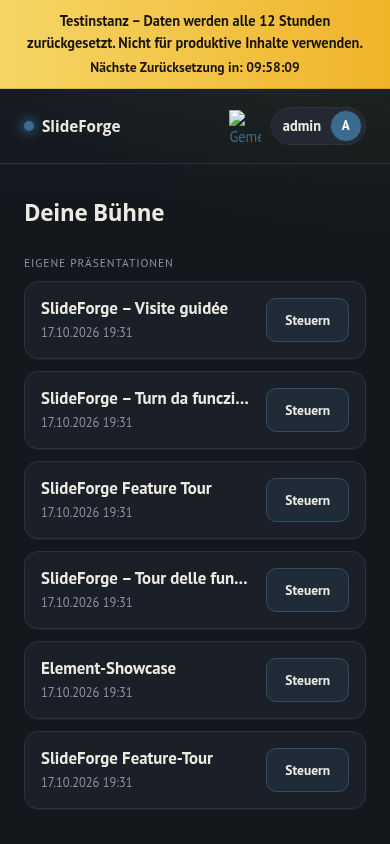 Testinstanz – Daten werden alle 12 Stunden
zurückgesetzt. Nicht für produktive Inhalte verwenden.
Nächste Zurücksetzung in: 09:58:09
SlideForge
Geme
admin
A
Deine Bühne
EIGENE PRÄSENTATIONEN
SlideForge – Visite guidée
17.10.2026 19:31
Steuern
SlideForge – Turn da funczi...
17.10.2026 19:31
Steuern
SlideForge Feature Tour
17.10.2026 19:31
Steuern
SlideForge – Tour delle fun...
17.10.2026 19:31
Steuern
Element-Showcase
17.10.2026 19:31
Steuern
SlideForge Feature-Tour
17.10.2026 19:31
Steuern